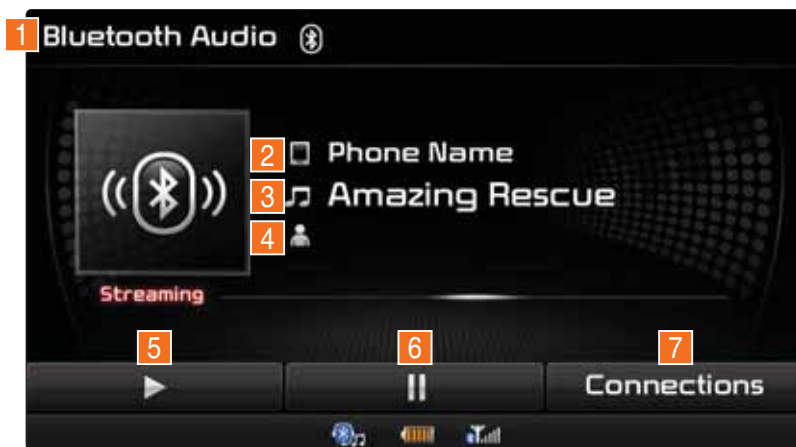 1 Bluetooth Audio
2 Phone Name
3 Amazing Rescue
4
Streaming
5 6 7
Connections